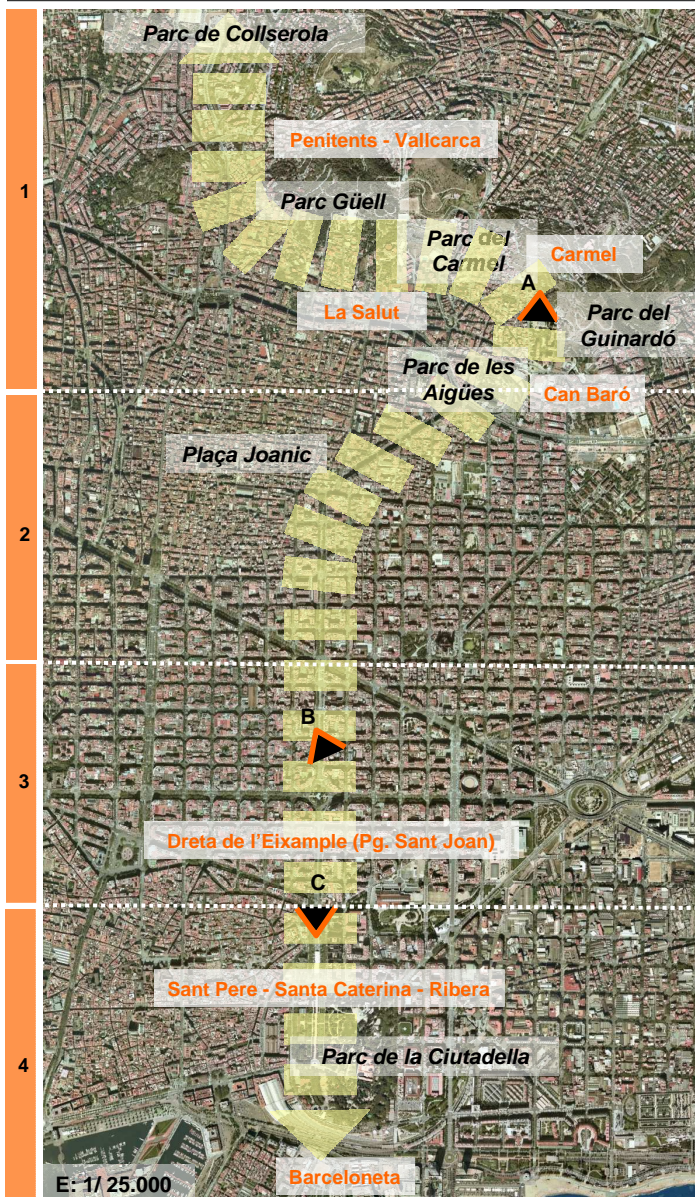 Parc de Collserola
Penitents - Vallcarca
1
Parc Güell
Parc del
Carmel
Carmel
A
La Salut
Parc del
Guinardó
Parc de les
Aigües
Can Baró
Plaça Joanic
2
B
3
Dreta de l'Eixample (Pg. Sant Joan)
C
Sant Pere - Santa Caterina - Ribera
Parc de la Ciutadella
4
Barceloneta
E: 1/ 25.000